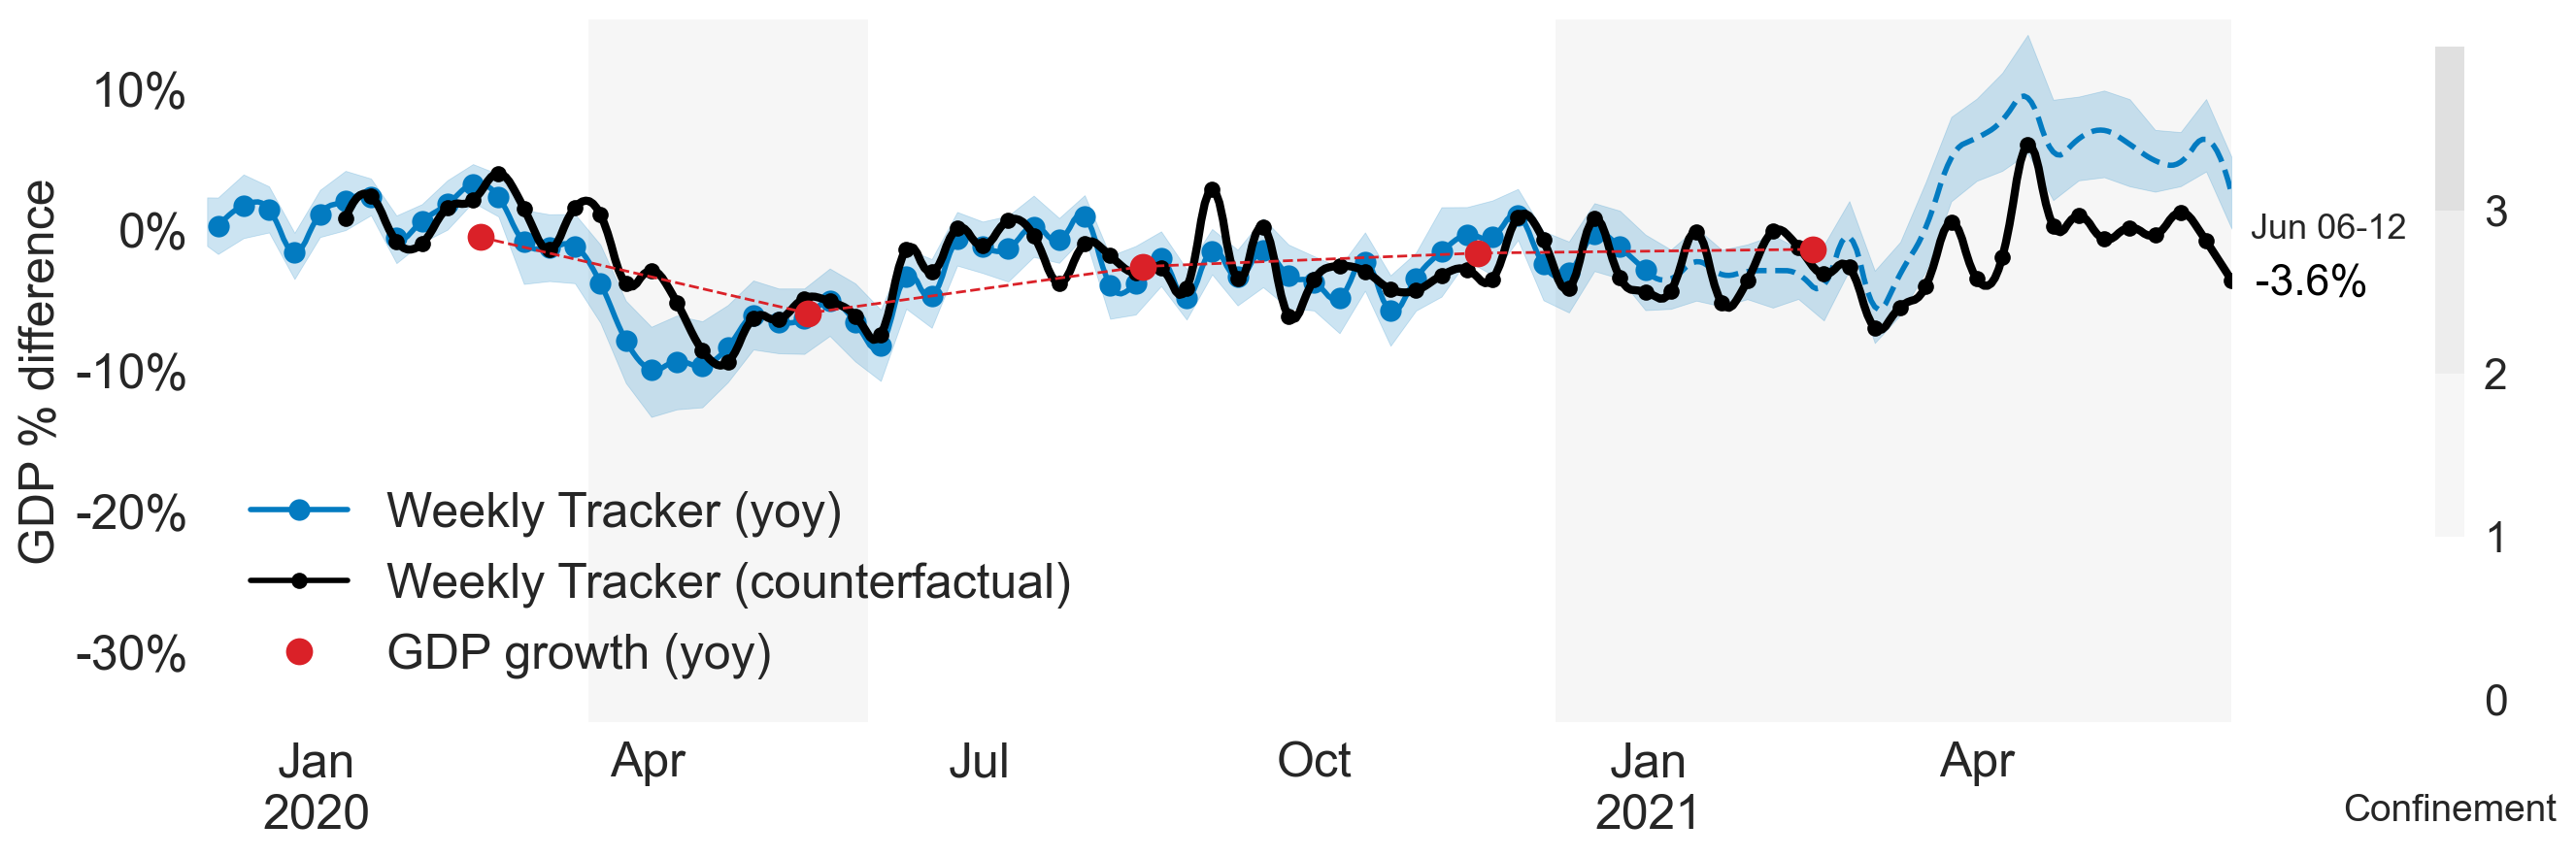 GDP % difference
10%
0%
-10%
-20%
-30%
Weekly Tracker (yoy)
Weekly Tracker (counterfactual)
GDP growth (yoy)
Jan
2020
Apr
Jul
Oct
Jan
2021
Apr
Jun 06-12
-3.6%
3
2
1
0
Confinement